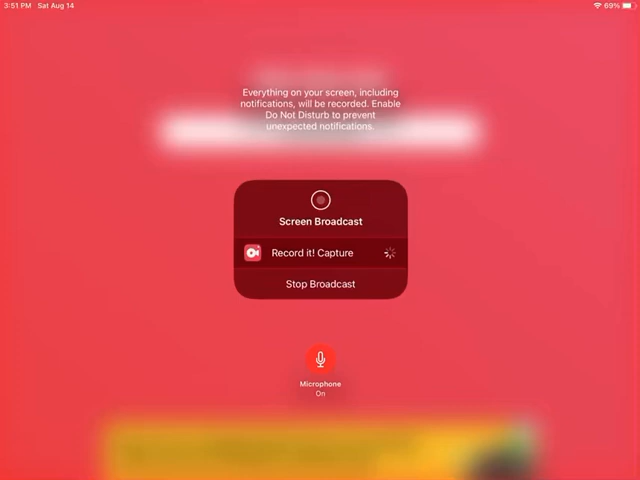 3:51 PM Sat Aug 14
69%
Everything on your screen, including
notifications, will be recorded. Enable
Do Not Disturb to prevent
unexpected notifications.
Screen Broadcast
Record it! Capture
Stop Broadcast
Microphone
On